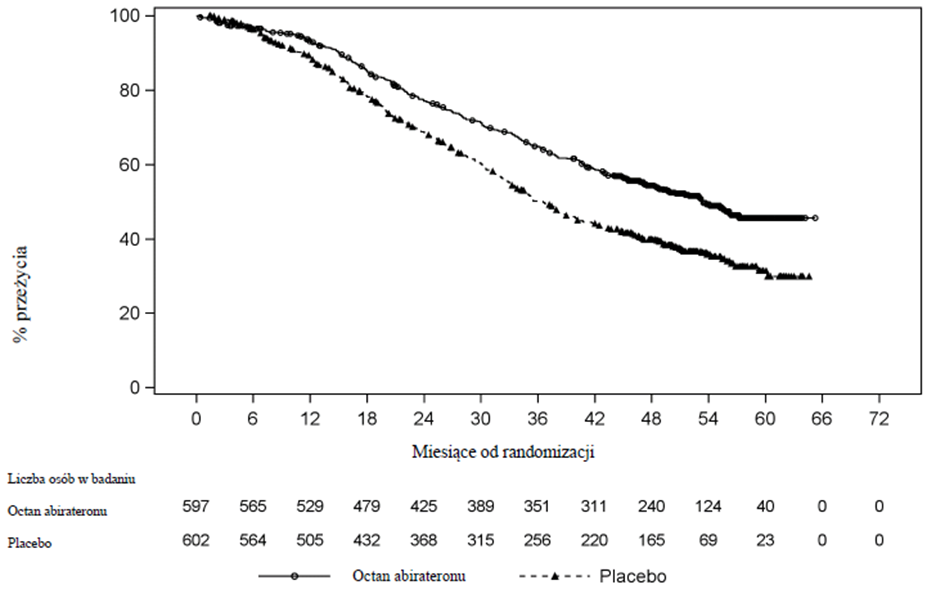 100
80
60
40
20
0
% przeżycia
0 6 12 18 24 30 36 42 48 54 60 66 72
Miesiące od randomizacji
Liczba osób w badaniu
Octan abirateronu 597 565 529 479 425 389 351 311 240 124 40 0 0
Placebo 602 564 505 432 368 315 256 220 165 69 23 0 0
Octan abirateronu Placebo